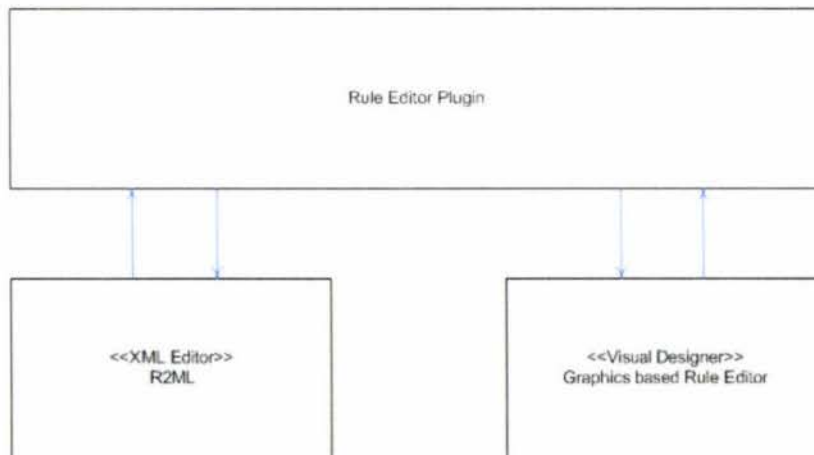 Rule Editor Plugin
<<XML Editor>>
R2ML
<<Visual Designer>>
Graphics based Rule Editor